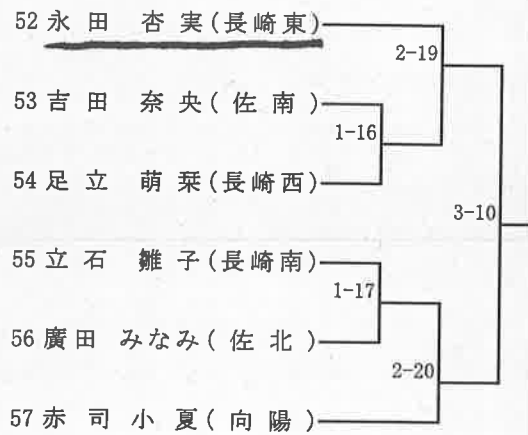 52 永田 杏実(長崎東)
2-19
53 吉田 奈央(佐南)
1-16
54 足立 萌栞(長崎西)
3-10
55 立石 雛子(長崎南)
1-17
56 廣田 みなみ(佐北)
2-20
57 赤司 小夏(向陽)